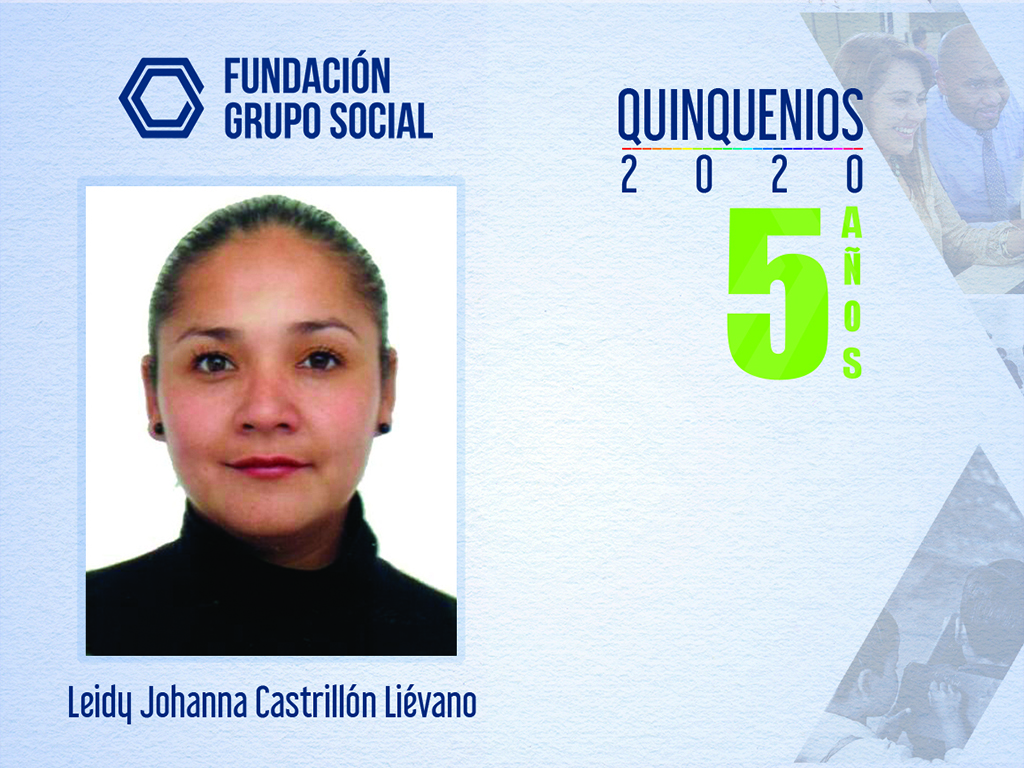 FUNDACIÓN
GRUPO SOCIAL
QUINQUENIOS
2020
5 AÑOS
Leidy Johanna Castrillón Liévano